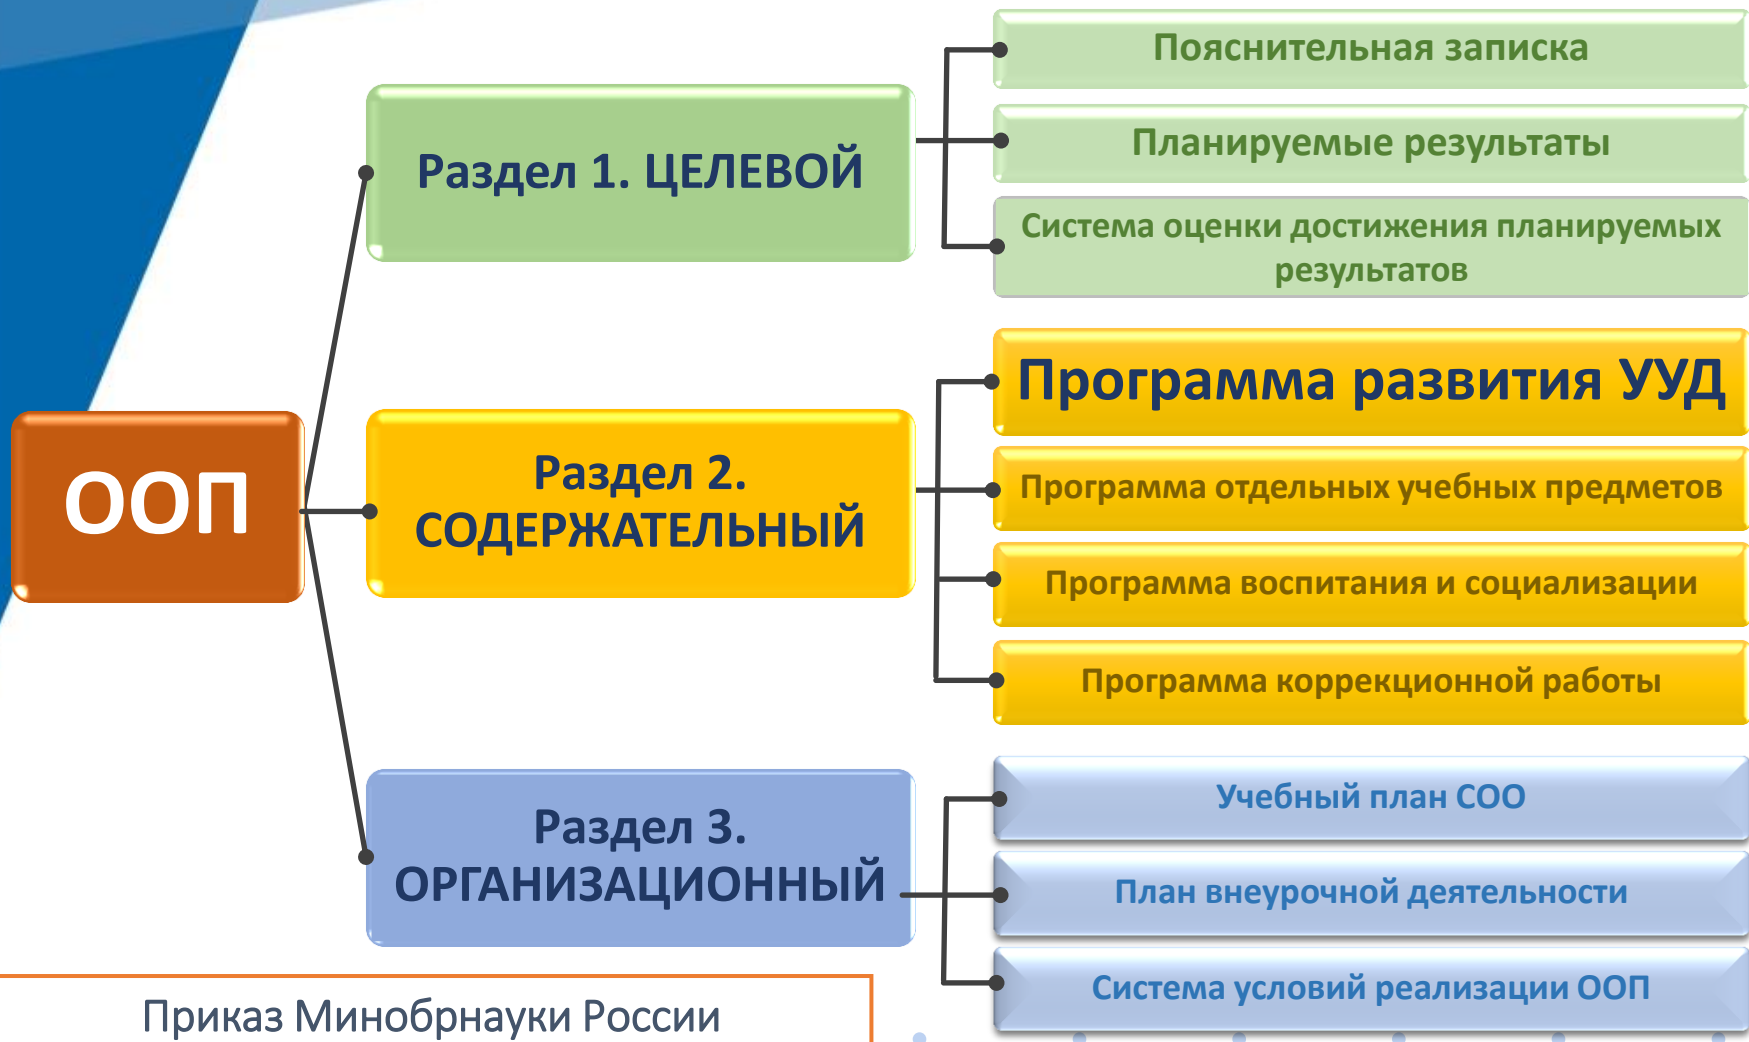 ООП
Раздел 1. ЦЕЛЕВОЙ
Пояснительная записка
Планируемые результаты
Система оценки достижения планируемых
результатов
Раздел 2.
СОДЕРЖАТЕЛЬНЫЙ
Программа развития УУД
Программа отдельных учебных предметов
Программа воспитания и социализации
Программа коррекционной работы
Раздел 3.
ОРГАНИЗАЦИОННЫЙ
Учебный план СОО
План внеурочной деятельности
Система условий реализации ООП
Приказ Минобрнауки России